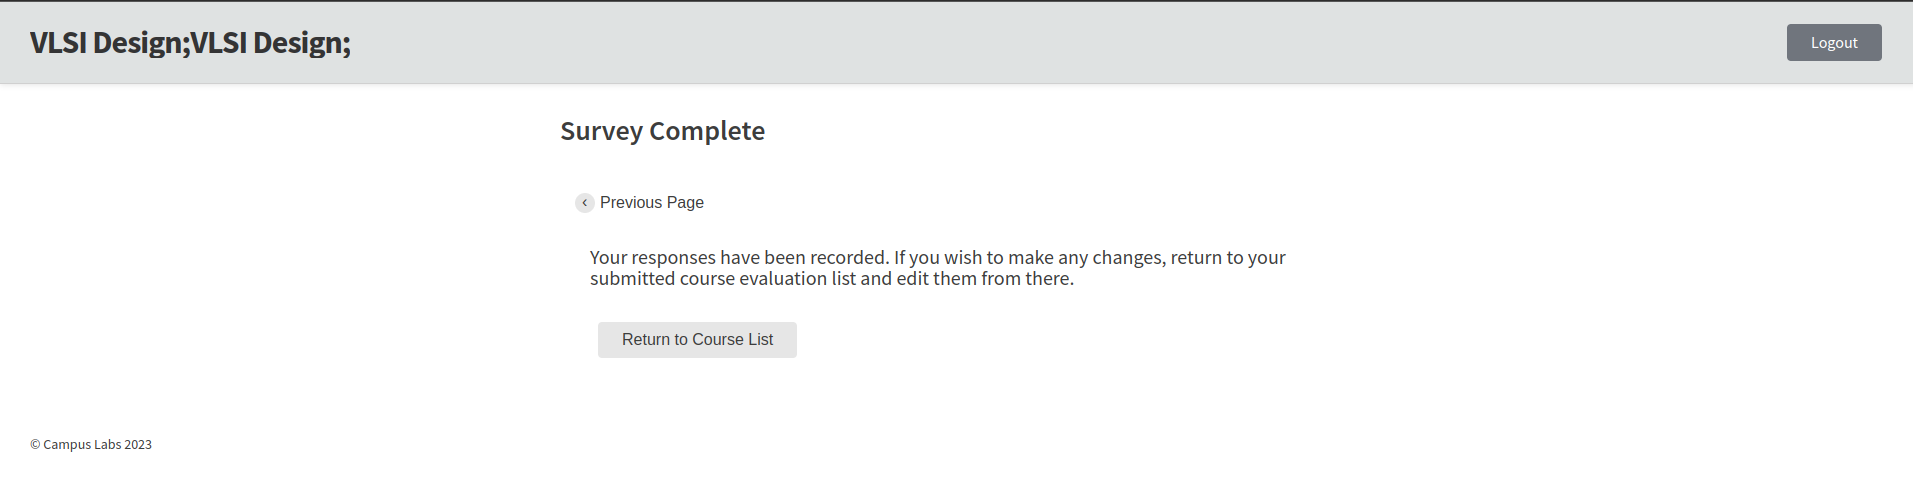 VLSI Design;VLSI Design;
Logout
Survey Complete
Previous Page
Your responses have been recorded. If you wish to make any changes, return to your
submitted course evaluation list and edit them from there.
Return to Course List
© Campus Labs 2023